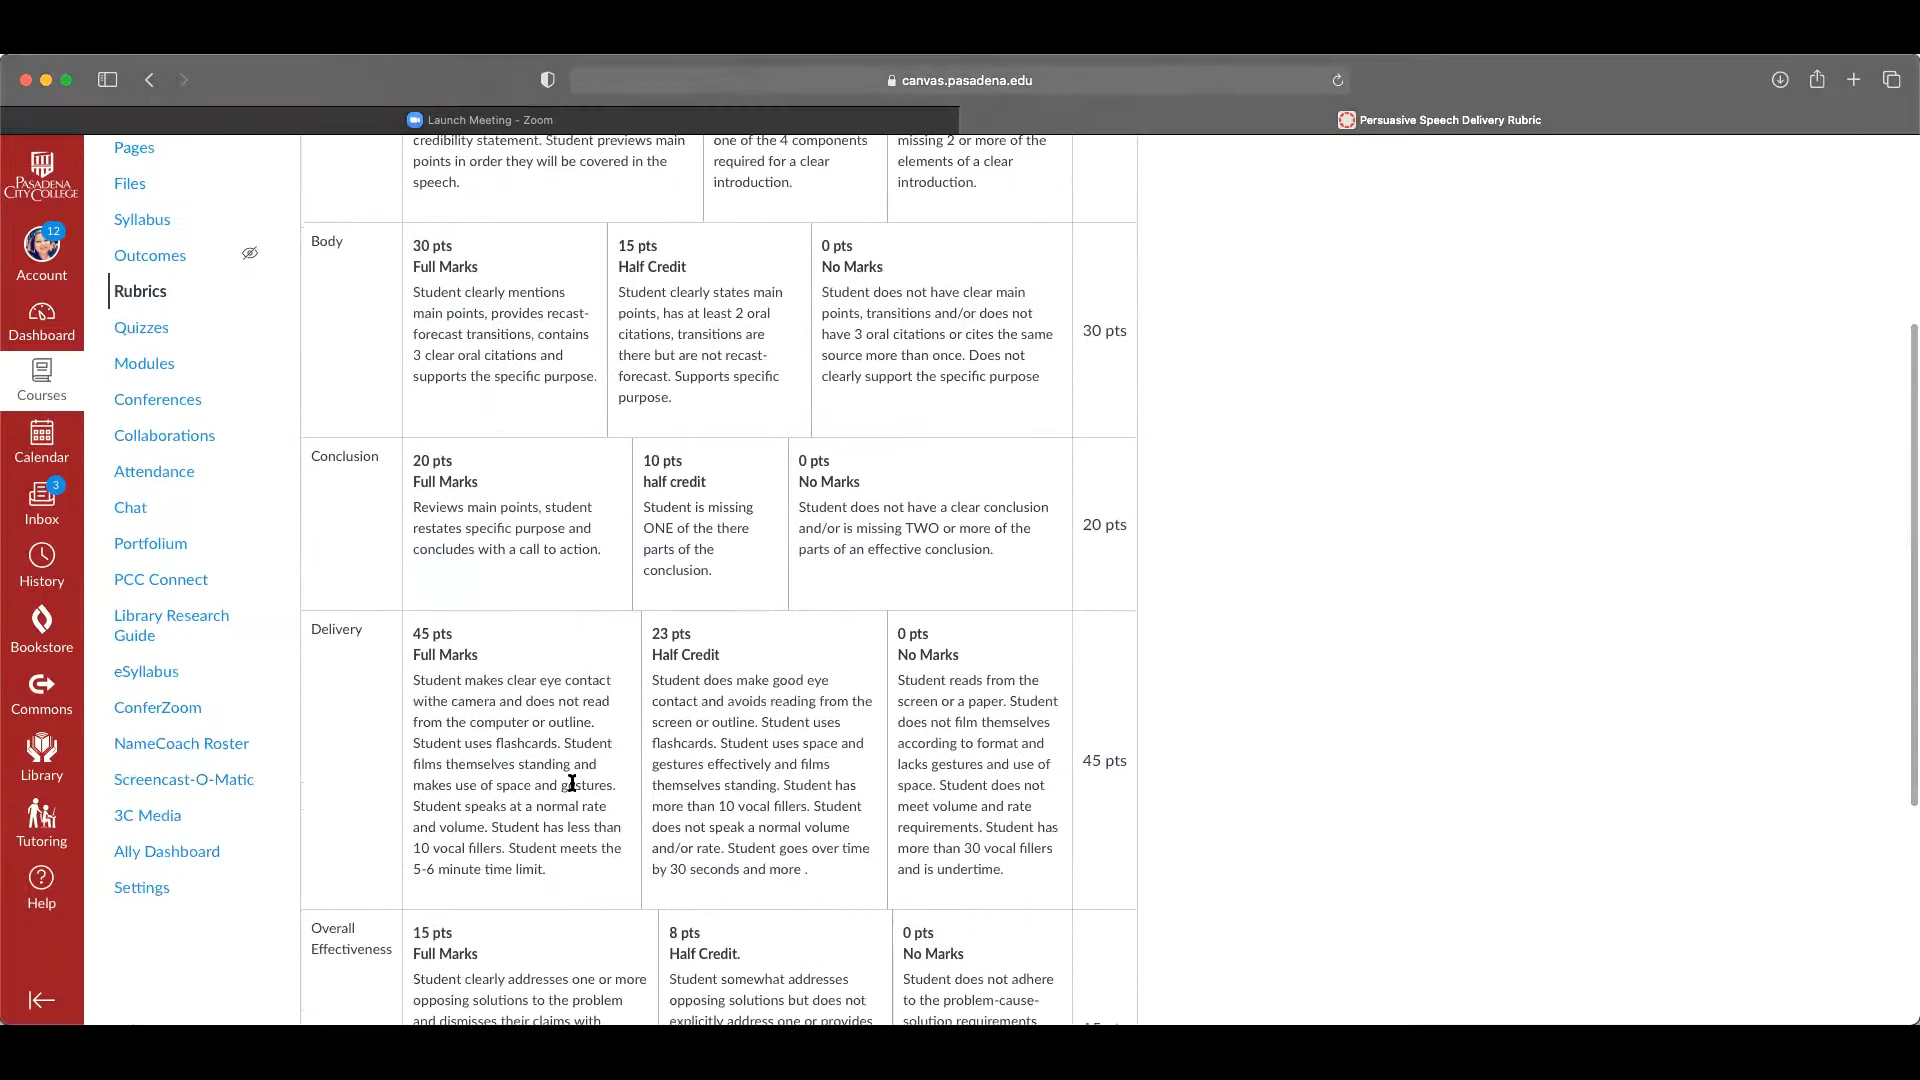 canvas.pasadena.edu
Launch Meeting - Zoom
Persuasive Speech Delivery Rubric
PASADENA
CITY COLLEGE
12
Account
Dashboard
Courses
Calendar
3
Inbox
History
Bookstore
Commons
Library
Tutoring
Help
Pages
Files
Syllabus
Outcomes
Rubrics
Quizzes
Modules
Conferences
Collaborations
Attendance
Chat
Portfolium
PCC Connect
Library Research
Guide
eSyllabus
ConferZoom
NameCoach Roster
Screencast-O-Matic
3C Media
Ally Dashboard
Settings
credibility statement. Student previews main
points in order they will be covered in the
speech.
one of the 4 components
required for a clear
introduction.
missing 2 or more of the
elements of a clear
introduction.
Body
30 pts
Full Marks
Student clearly mentions
main points, provides recast-
forecast transitions, contains
3 clear oral citations and
supports the specific purpose.
15 pts
Half Credit
Student clearly states main
points, has at least 2 oral
citations, transitions are
there but are not recast-
forecast. Supports specific
purpose.
0 pts
No Marks
Student does not have clear main
points, transitions and/or does not
have 3 oral citations or cites the same
source more than once. Does not
clearly support the specific purpose
30 pts
Conclusion
20 pts
Full Marks
Reviews main points, student
restates specific purpose and
concludes with a call to action.
10 pts
half credit
Student is missing
ONE of the there
parts of the
conclusion.
0 pts
No Marks
Student does not have a clear conclusion
and/or is missing TWO or more of the
parts of an effective conclusion.
20 pts
Delivery
45 pts
Full Marks
Student makes clear eye contact
withe camera and does not read
from the computer or outline.
Student uses flashcards. Student
films themselves standing and
makes use of space and gestures.
Student speaks at a normal rate
and volume. Student has less than
10 vocal fillers. Student meets the
5-6 minute time limit.
23 pts
Half Credit
Student does make good eye
contact and avoids reading from the
screen or outline. Student uses
flashcards. Student uses space and
gestures effectively and films
themselves standing. Student has
more than 10 vocal fillers. Student
does not speak a normal volume
and/or rate. Student goes over time
by 30 seconds and more .
0 pts
No Marks
Student reads from the
screen or a paper. Student
does not film themselves
according to format and
lacks gestures and use of
space. Student does not
meet volume and rate
requirements. Student has
more than 30 vocal fillers
and is undertime.
45 pts
Overall
Effectiveness
15 pts
Full Marks
Student clearly addresses one or more
opposing solutions to the problem
and dismisses their claims with
8 pts
Half Credit.
Student somewhat addresses
opposing solutions but does not
explicitly address one or provides
0 pts
No Marks
Student does not adhere
to the problem-cause-
solution requirements